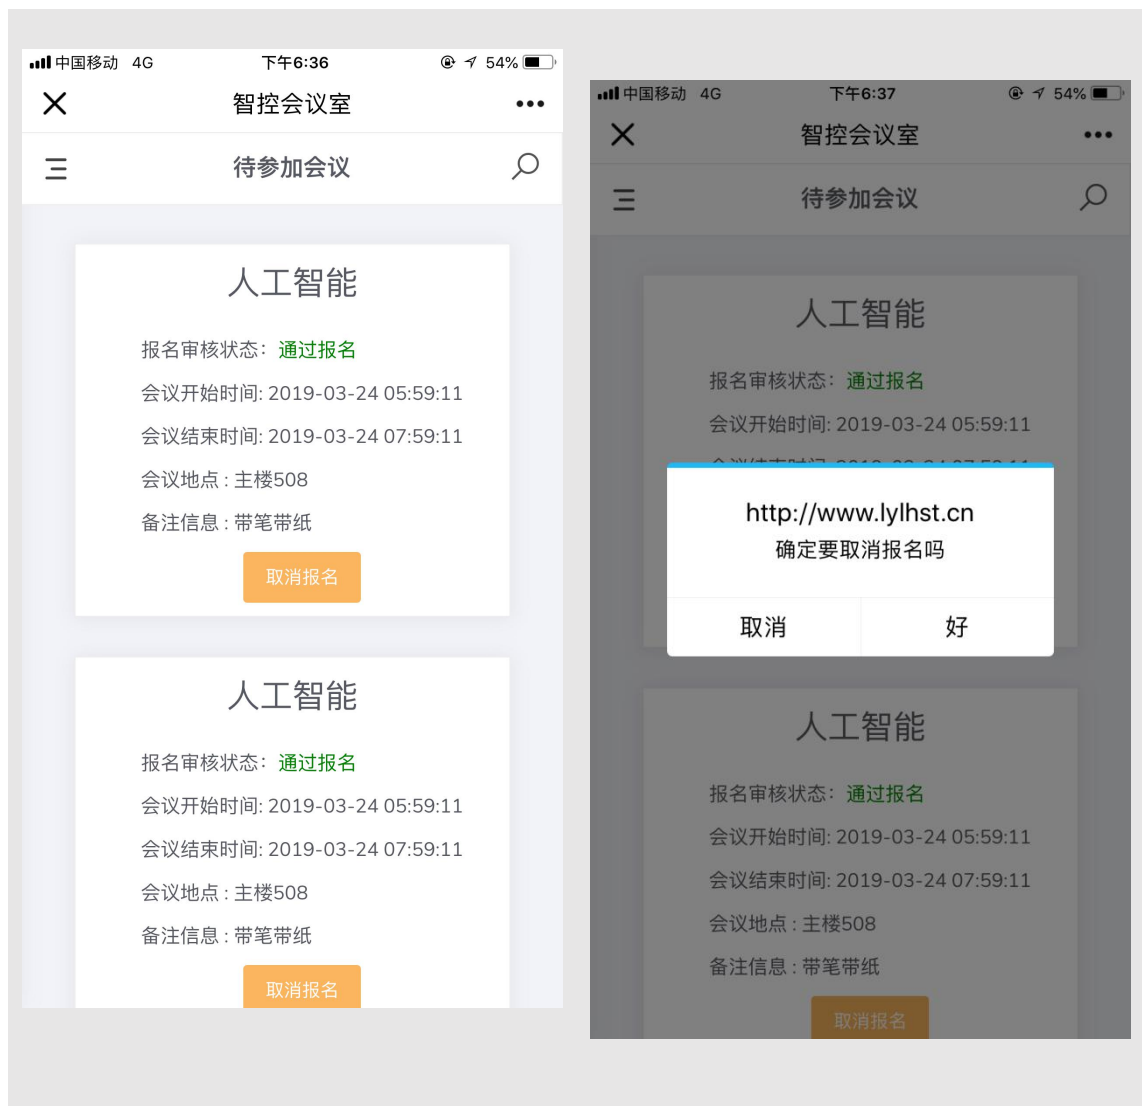 中国移动 4G 下午6:36 54%
智控会议室
待参加会议
人工智能
报名审核状态：通过报名
会议开始时间: 2019-03-24 05:59:11
会议结束时间: 2019-03-24 07:59:11
会议地点 : 主楼508
备注信息 : 带笔带纸
取消报名
人工智能
报名审核状态：通过报名
会议开始时间: 2019-03-24 05:59:11
会议结束时间: 2019-03-24 07:59:11
会议地点 : 主楼508
备注信息 : 带笔带纸
取消报名
中国移动 4G 下午6:37 54%
智控会议室
待参加会议
人工智能
报名审核状态：通过报名
会议开始时间: 2019-03-24 05:59:11
会议结束时间: 2019-03-24 07:59:11
http://www.lylhst.cn
确定要取消报名吗
取消 好
人工智能
报名审核状态：通过报名
会议开始时间: 2019-03-24 05:59:11
会议结束时间: 2019-03-24 07:59:11
会议地点 : 主楼508
备注信息 : 带笔带纸
取消报名